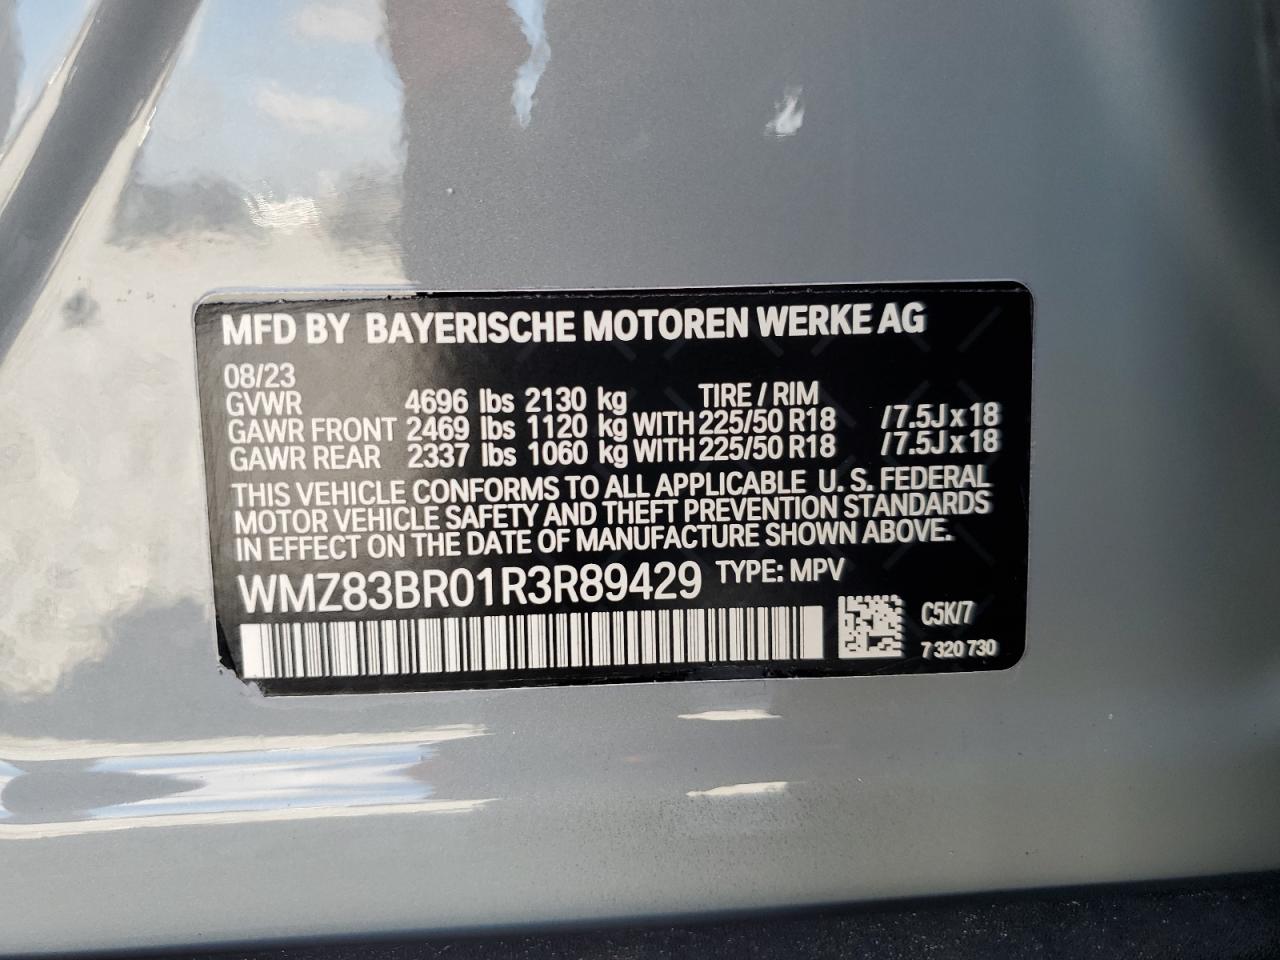 MFD BY BAYERISCHE MOTOREN WERKE AG
08/23
GVWR 4696 lbs 2130 kg TIRE / RIM
GAWR FRONT 2469 lbs 1120 kg WITH 225/50 R18 /7.5J x 18
GAWR REAR 2337 lbs 1060 kg WITH 225/50 R18 /7.5J x 18
THIS VEHICLE CONFORMS TO ALL APPLICABLE U. S. FEDERAL
MOTOR VEHICLE SAFETY AND THEFT PREVENTION STANDARDS
IN EFFECT ON THE DATE OF MANUFACTURE SHOWN ABOVE.
WMZ83BR01R3R89429 TYPE: MPV
C5K/7
7 320 730